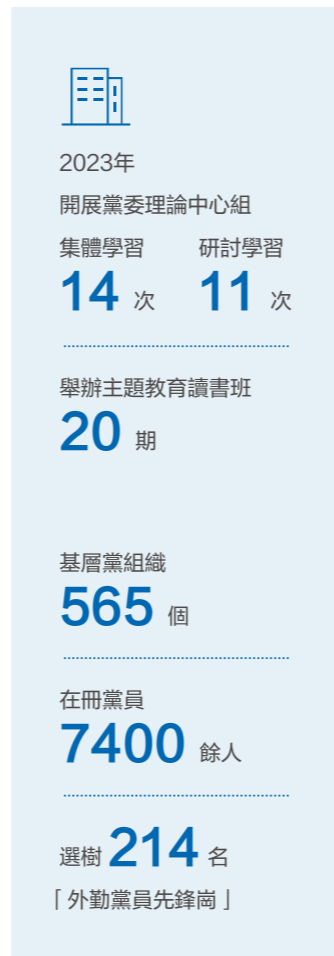 2023年
開展黨委理論中心組
集體學習 研討學習
14 次 11 次
舉辦主題教育讀書班
20 期
基層黨組織
565 個
在冊黨員
7400 餘人
選樹 214 名
「外勤黨員先鋒崗」